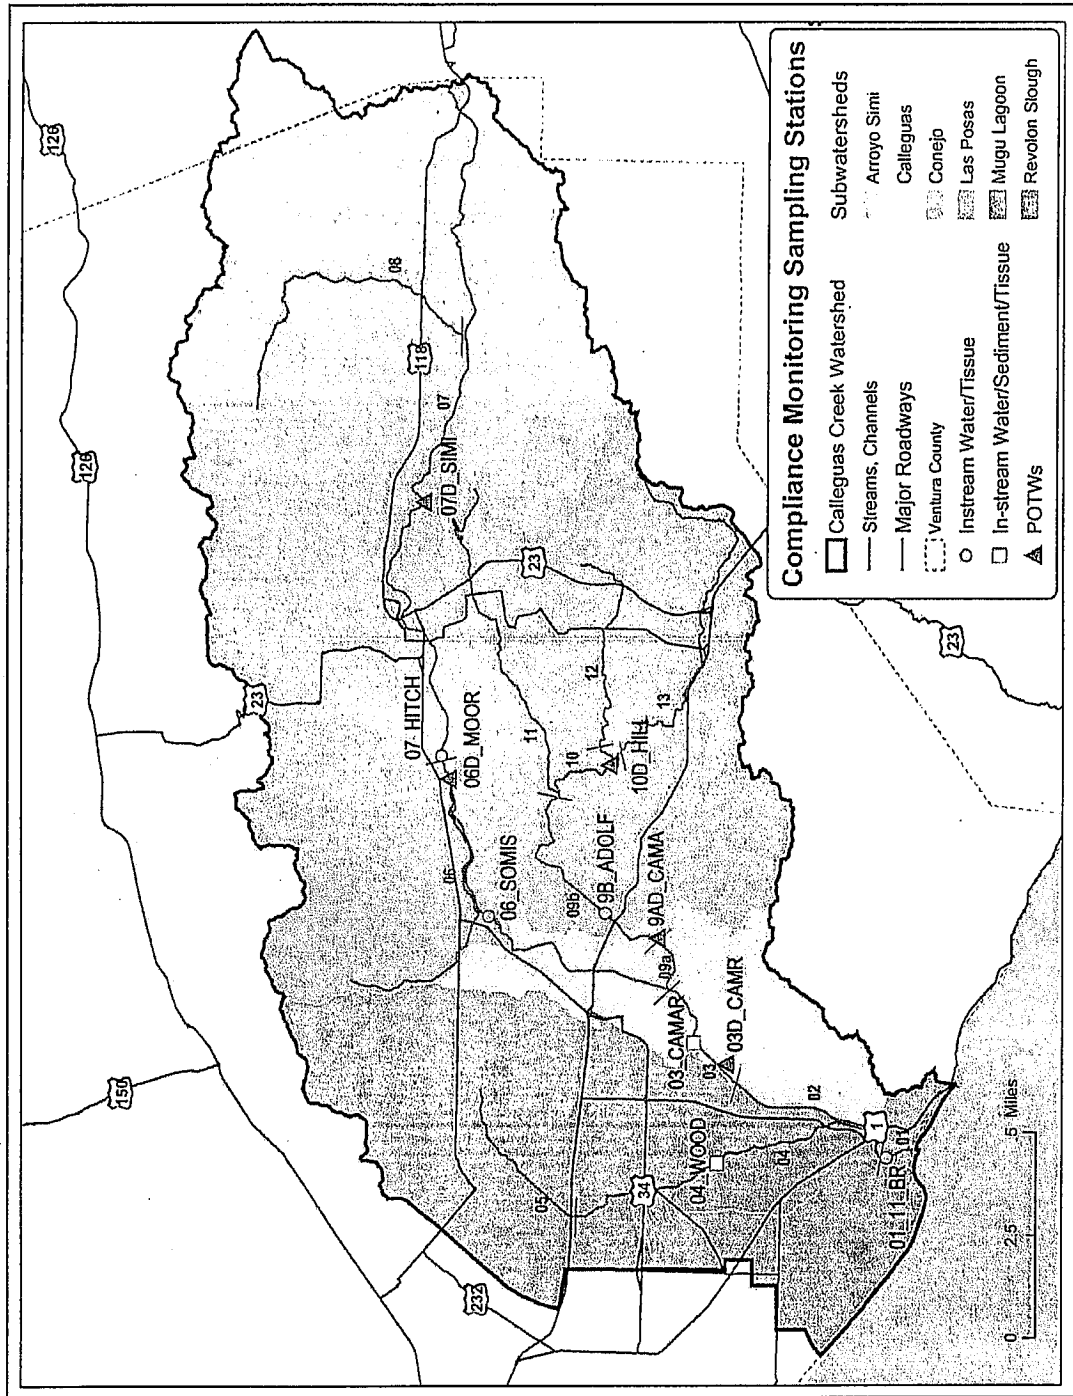 Compliance Monitoring Sampling Stations
Calleguas Creek Watershed
Streams, Channels
Major Roadways
Ventura County
Instream Water/Tissue
In-stream Water/Sediment/Tissue
POTWs
Subwatersheds
Arroyo Simi
Calleguas
Conejo
Las Posas
Mugu Lagoon
Revolon Slough
126
126
150
232
23
118
08
07
07D_SIMI
23
07_HITCH
06D_MOOR
06
06_SOMIS
11
12
10
13
10D_HILL
9B_ADOLF
09b
9AD_CAMA
09a
03_CAMAR
03
03D_CAMR
02
05
34
04_WOOD
04
1
01
01_11_BR
23
0
2.5
5 Miles